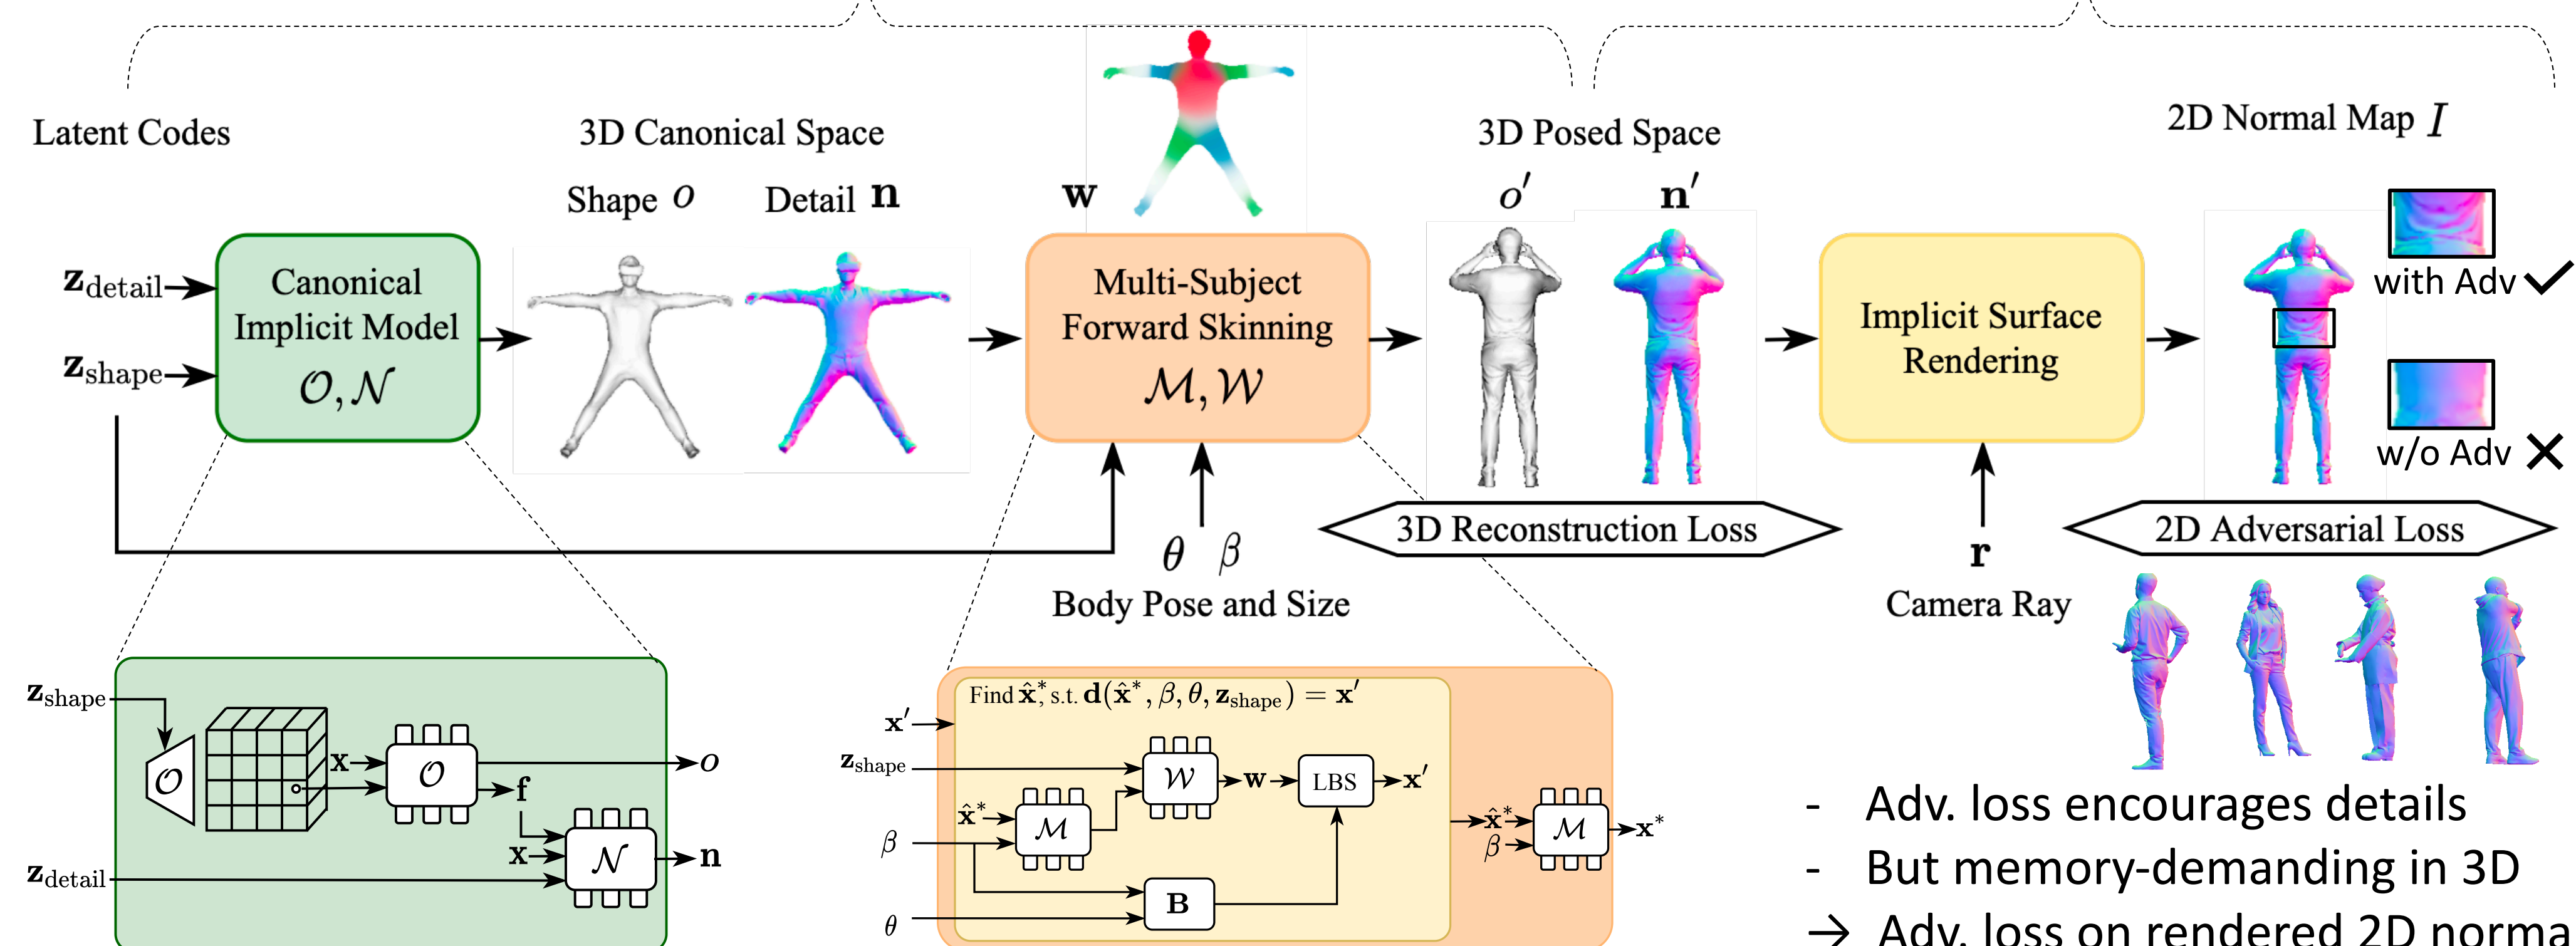 Latent Codes
3D Canonical Space
3D Posed Space
2D Normal Map I
Shape o
Detail n
w
o′
n′
z_detail
z_shape
Canonical
Implicit Model
O, N
Multi-Subject
Forward Skinning
M, W
Implicit Surface
Rendering
with Adv ✓
w/o Adv ✕
θ β
Body Pose and Size
3D Reconstruction Loss
r
Camera Ray
2D Adversarial Loss
z_shape
O
x
O
o
f
x
N
n
z_detail
Find x̂*, s.t. d(x̂*, β, θ, z_shape) = x′
x′
z_shape
W
w
LBS
x′
x̂*
M
β
B
θ
x̂*
β
M
x*
- Adv. loss encourages details
- But memory-demanding in 3D
→ Adv. loss on rendered 2D norma